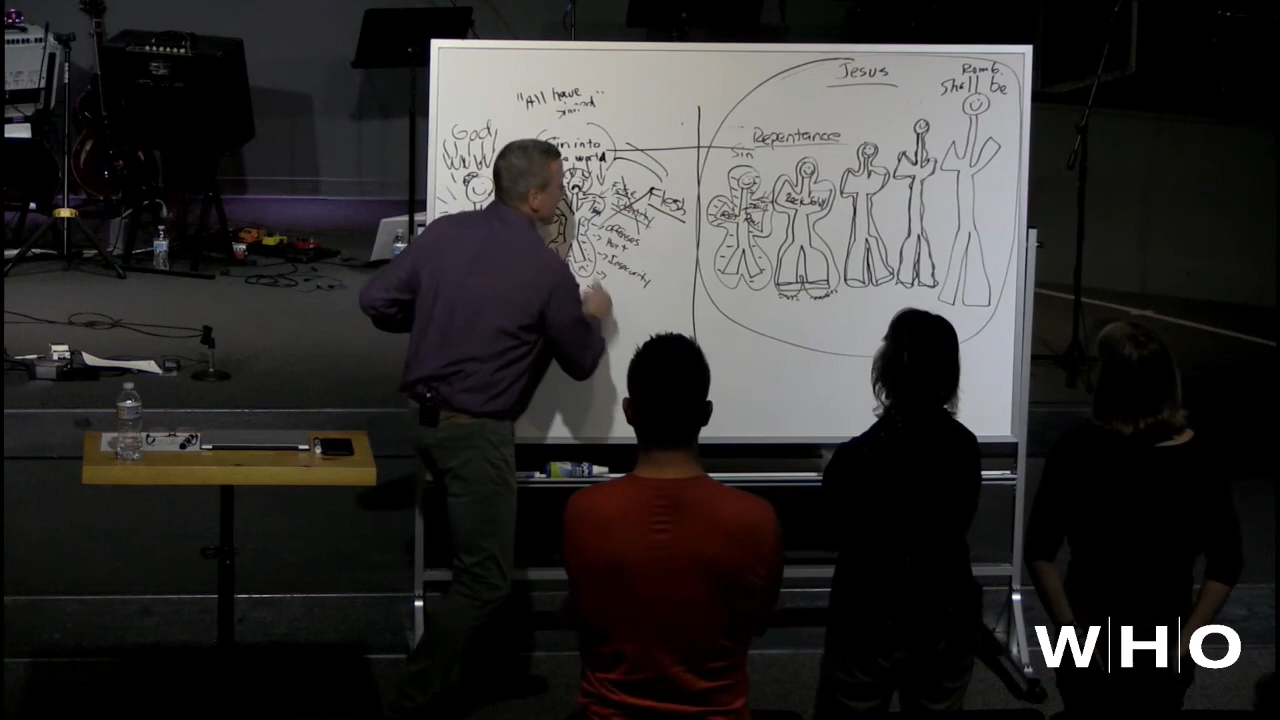 "All have
sinned"
God
Sin into
world
False
Identity
Flesh
offenses
Hurt
Insecurity
Jesus
Rom 6.
Shall be
Repentance
Sin
W|H|O